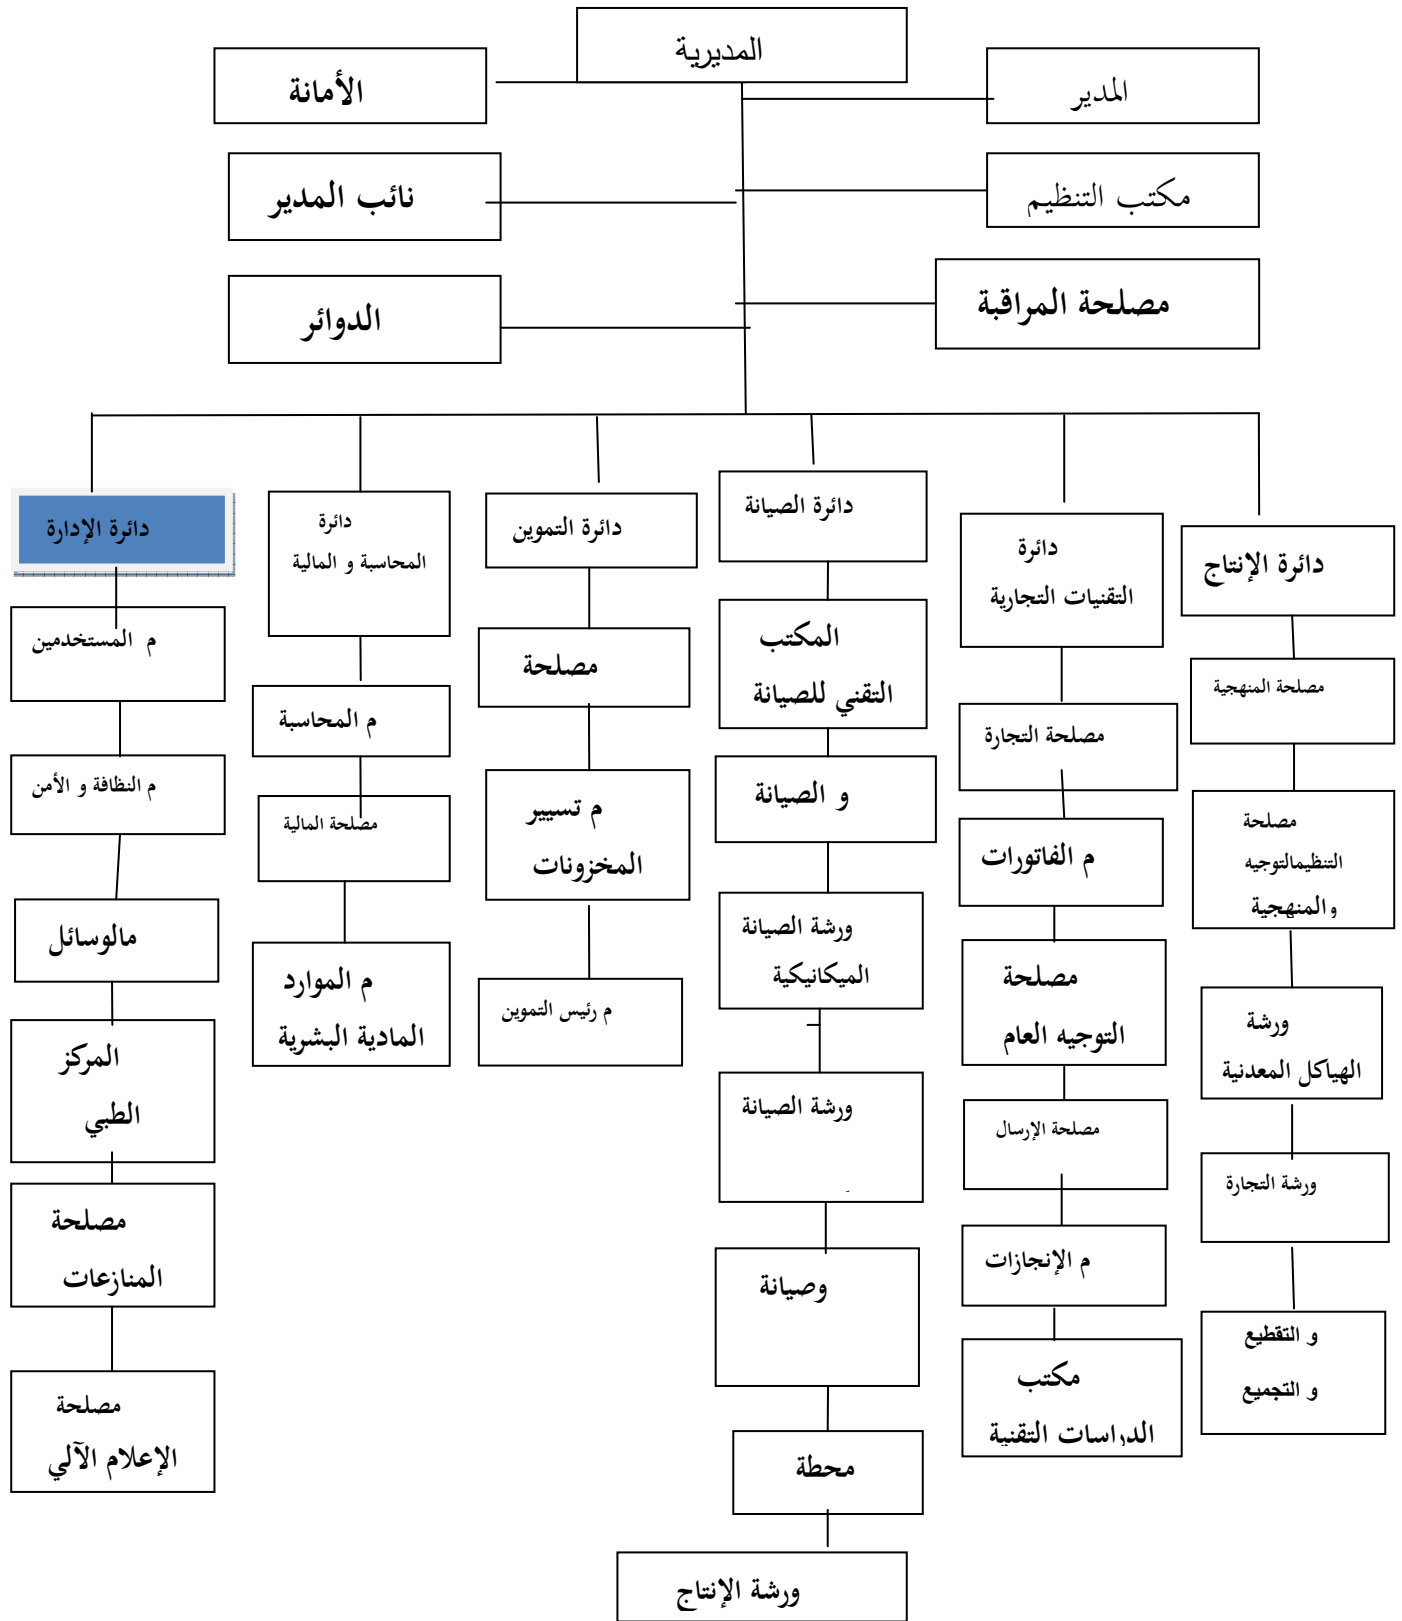 المديرية
المدير
الأمانة
مكتب التنظيم
نائب المدير
مصلحة المراقبة
الدوائر
دائرة الإنتاج
مصلحة المنهجية
مصلحة
التنظيمالتوجيه
والمنهجية
ورشة
الهياكل المعدنية
ورشة التجارة
و التقطيع
و التجميع
دائرة
التقنيات التجارية
مصلحة التجارة
م الفاتورات
مصلحة
التوجيه العام
مصلحة الإرسال
م الإنجازات
مكتب
الدراسات التقنية
دائرة الصيانة
المكتب
التقني للصيانة
و الصيانة
ورشة الصيانة
الميكانيكية
ورشة الصيانة
وصيانة
محطة
ورشة الإنتاج
دائرة التموين
مصلحة
م تسيير
المخزونات
م رئيس التموين
دائرة
المحاسبة و المالية
م المحاسبة
مصلحة المالية
م الموارد
المادية البشرية
دائرة الإدارة
م المستخدمين
م النظافة و الأمن
مالوسائل
المركز
الطبي
مصلحة
المنازعات
مصلحة
الإعلام الآلي